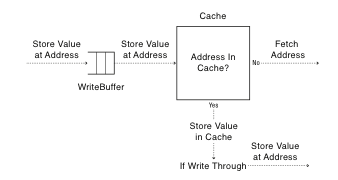 Cache
Store Value
at Address
Store Value
at Address
Address In
Cache?
No
Fetch
Address
WriteBuffer
Yes
Store Value
in Cache
Store Value
at Address
If Write Through